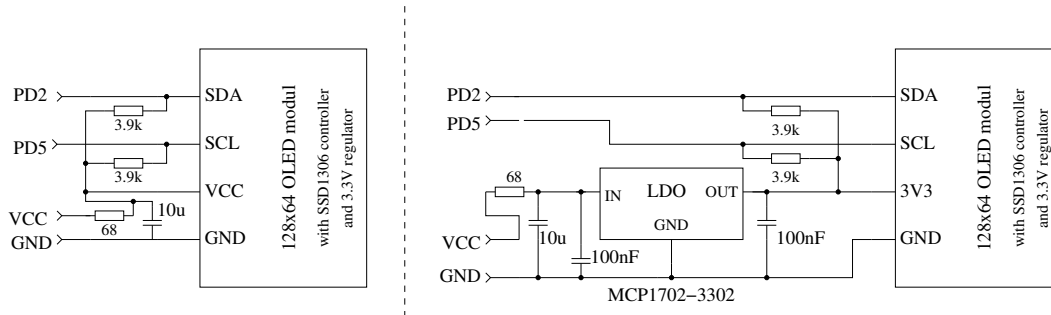 PD2
SDA
3.9k
PD5
SCL
3.9k
VCC
VCC
68
10u
GND
GND
128x64 OLED modul
with SSD1306 controller
and 3.3V regulator
PD2
SDA
3.9k
PD5
SCL
3.9k
68
IN
LDO
OUT
3V3
GND
VCC
10u
100nF
100nF
GND
GND
MCP1702−3302
128x64 OLED modul
with SSD1306 controller
and 3.3V regulator